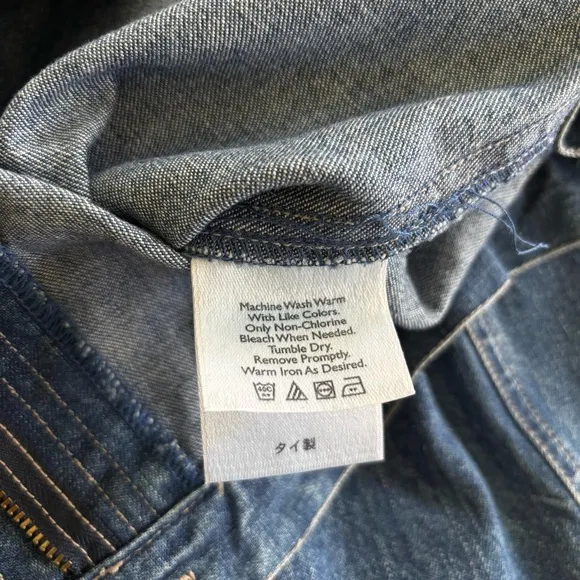 Machine Wash Warm
With Like Colors.
Only Non-Chlorine
Bleach When Needed.
Tumble Dry.
Remove Promptly.
Warm Iron As Desired.
40C
タイ製